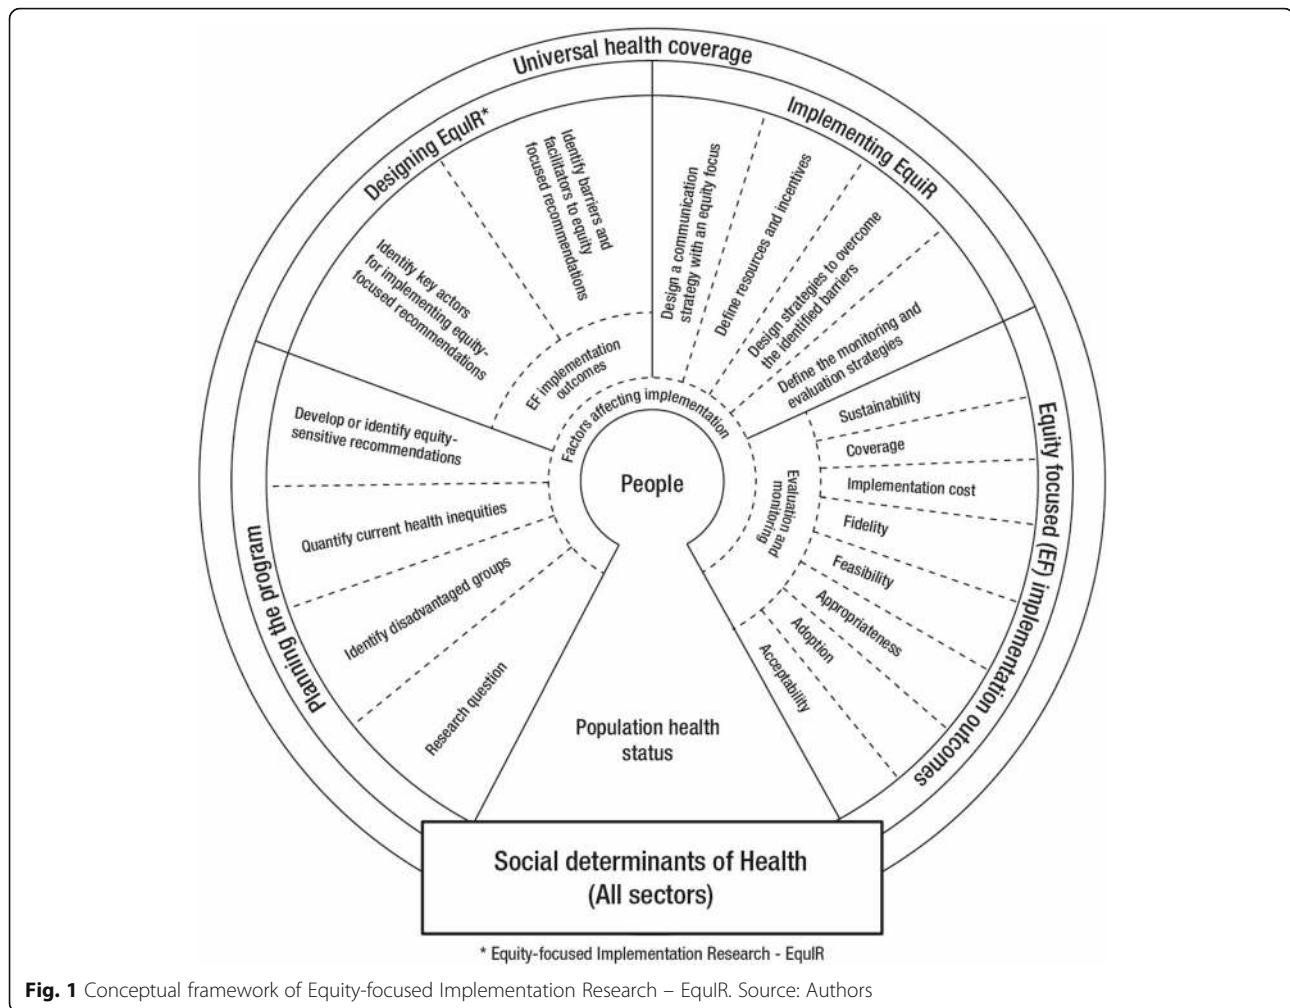 Universal health coverage
Designing EquIR*
Implementing EquiR
Identify key actors
for implementing equity-
focused recommendations
Identify barriers and
facilitators to equity
focused recommendations
EF implementation
outcomes
Design a communication
strategy with an equity focus
Define resources and incentives
Design strategies to overcome
the identified barriers
Define the monitoring and
evaluation strategies
Factors affecting implementation
People
Planning the program
Develop or identify equity-
sensitive recommendations
Quantify current health inequities
Identify disadvantaged groups
Research question
Equity focused (EF) implementation outcomes
Evaluation and
monitoring
Sustainability
Coverage
Implementation cost
Fidelity
Feasibility
Appropriateness
Adoption
Acceptability
Population health
status
Social determinants of Health
(All sectors)
* Equity-focused Implementation Research - EquIR
Fig. 1 Conceptual framework of Equity-focused Implementation Research – EquIR. Source: Authors